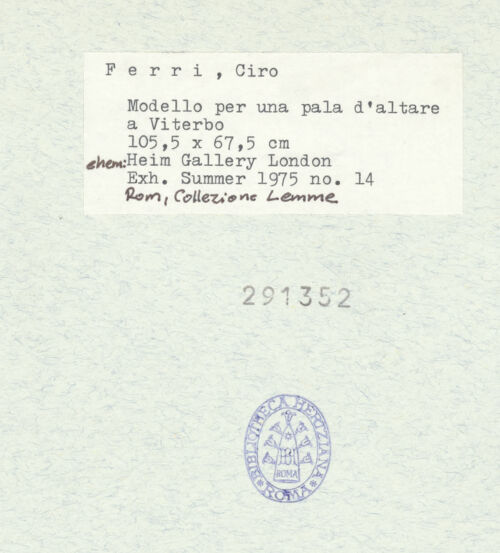 F e r r i , Ciro
Modello per una pala d'altare
a Viterbo
105,5 x 67,5 cm
ehem: Heim Gallery London
Exh. Summer 1975 no. 14
Rom, Collezione Lemme
291352
*BIBLIOTHECA HERTZIANA*
H
ROMA
ROMA